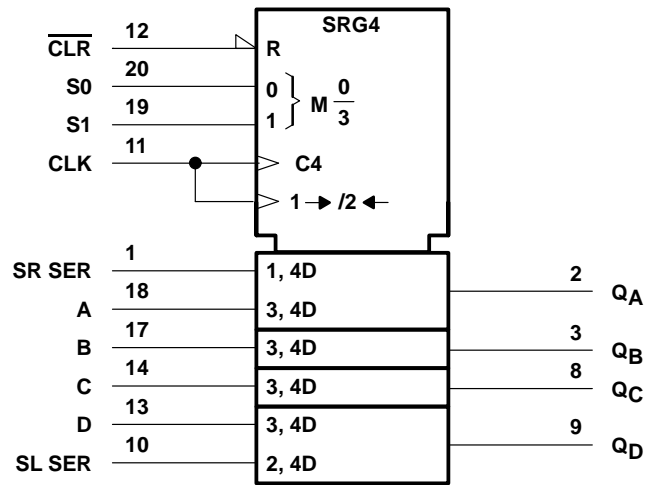 SRG4
CLR 12 R
S0 20 0
M 0/3
S1 19 1
CLK 11 C4
1 → /2 ←
SR SER 1 1, 4D
2 QA
A 18 3, 4D
B 17 3, 4D 3 QB
C 14 3, 4D 8 QC
D 13 3, 4D
9 QD
SL SER 10 2, 4D